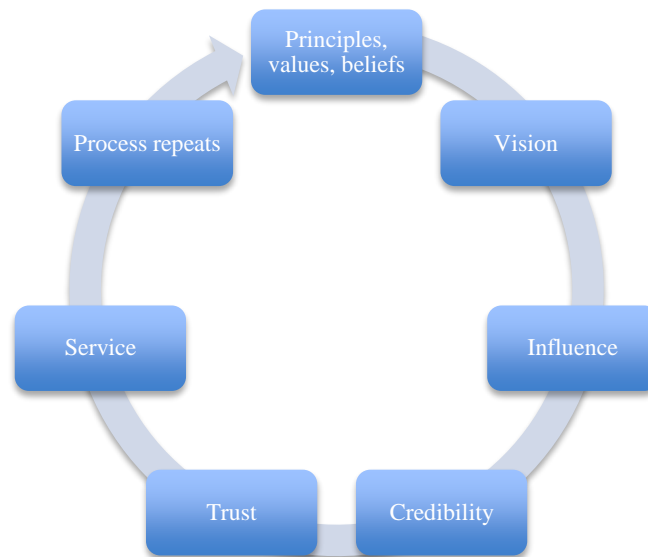 Principles,
values, beliefs
Vision
Influence
Credibility
Trust
Service
Process repeats